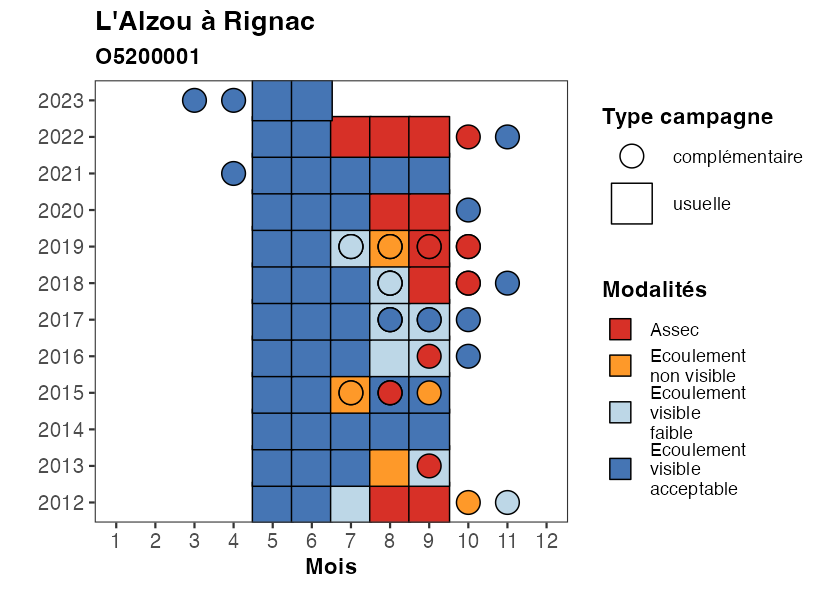 L'Alzou à Rignac
O5200001
2023
2022
2021
2020
2019
2018
2017
2016
2015
2014
2013
2012
1 2 3 4 5 6 7 8 9 10 11 12
Mois
Type campagne
complémentaire
usuelle
Modalités
Assec
Ecoulement
non visible
Ecoulement
visible
faible
Ecoulement
visible
acceptable